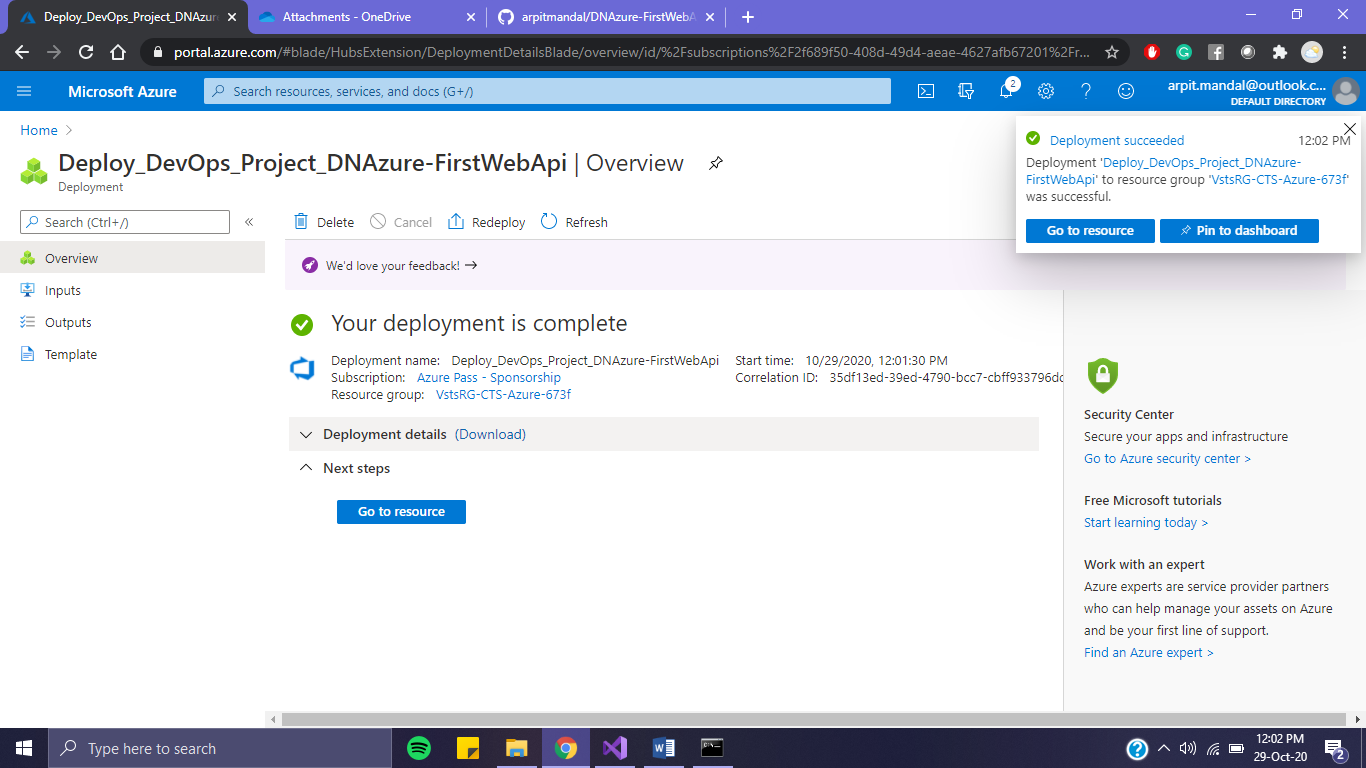 Deploy_DevOps_Project_DNAzure
Attachments - OneDrive
arpitmandal/DNAzure-FirstWebA
portal.azure.com/#blade/HubsExtension/DeploymentDetailsBlade/overview/id/%2Fsubscriptions%2F2f689f50-408d-49d4-aeae-4627afb67201%2Fr...
Microsoft Azure
Search resources, services, and docs (G+/)
2
arpit.mandal@outlook.c...
DEFAULT DIRECTORY
Home
Deploy_DevOps_Project_DNAzure-FirstWebApi | Overview
Deployment
Deployment succeeded 12:02 PM
Deployment 'Deploy_DevOps_Project_DNAzure-
FirstWebApi' to resource group 'VstsRG-CTS-Azure-673f'
was successful.
Go to resource
Pin to dashboard
Search (Ctrl+/)
Delete
Cancel
Redeploy
Refresh
Overview
Inputs
Outputs
Template
We'd love your feedback! →
Your deployment is complete
Deployment name: Deploy_DevOps_Project_DNAzure-FirstWebApi
Subscription: Azure Pass - Sponsorship
Resource group: VstsRG-CTS-Azure-673f
Start time: 10/29/2020, 12:01:30 PM
Correlation ID: 35df13ed-39ed-4790-bcc7-cbff933796dc
Deployment details (Download)
Next steps
Go to resource
Security Center
Secure your apps and infrastructure
Go to Azure security center >
Free Microsoft tutorials
Start learning today >
Work with an expert
Azure experts are service provider partners
who can help manage your assets on Azure
and be your first line of support.
Find an Azure expert >
Type here to search
12:02 PM
29-Oct-20
2